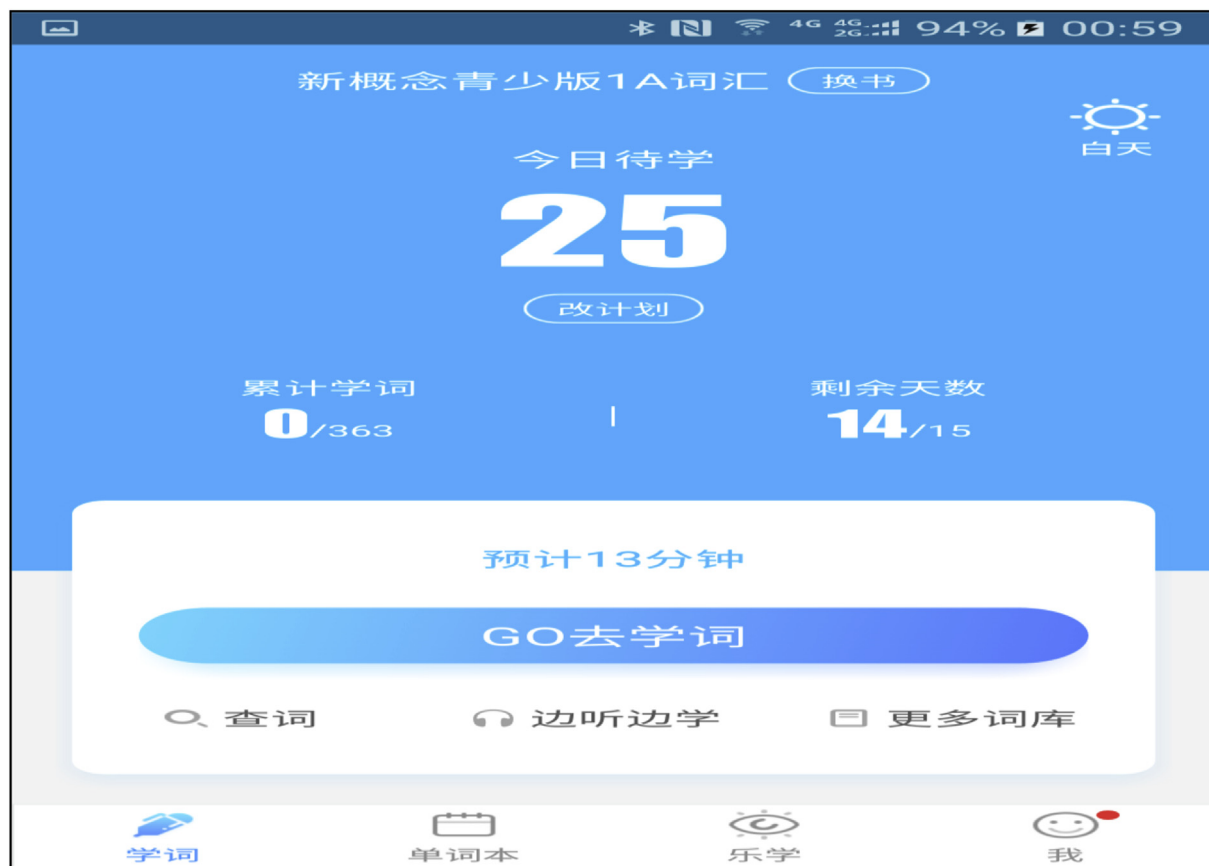 4G 4G 2G 94% 00:59
新概念青少版1A词汇 换书
白天
今日待学
25
改计划
累计学词 剩余天数
0/363 14/15
预计13分钟
GO去学词
查词 边听边学 更多词库
学词 单词本 乐学 我